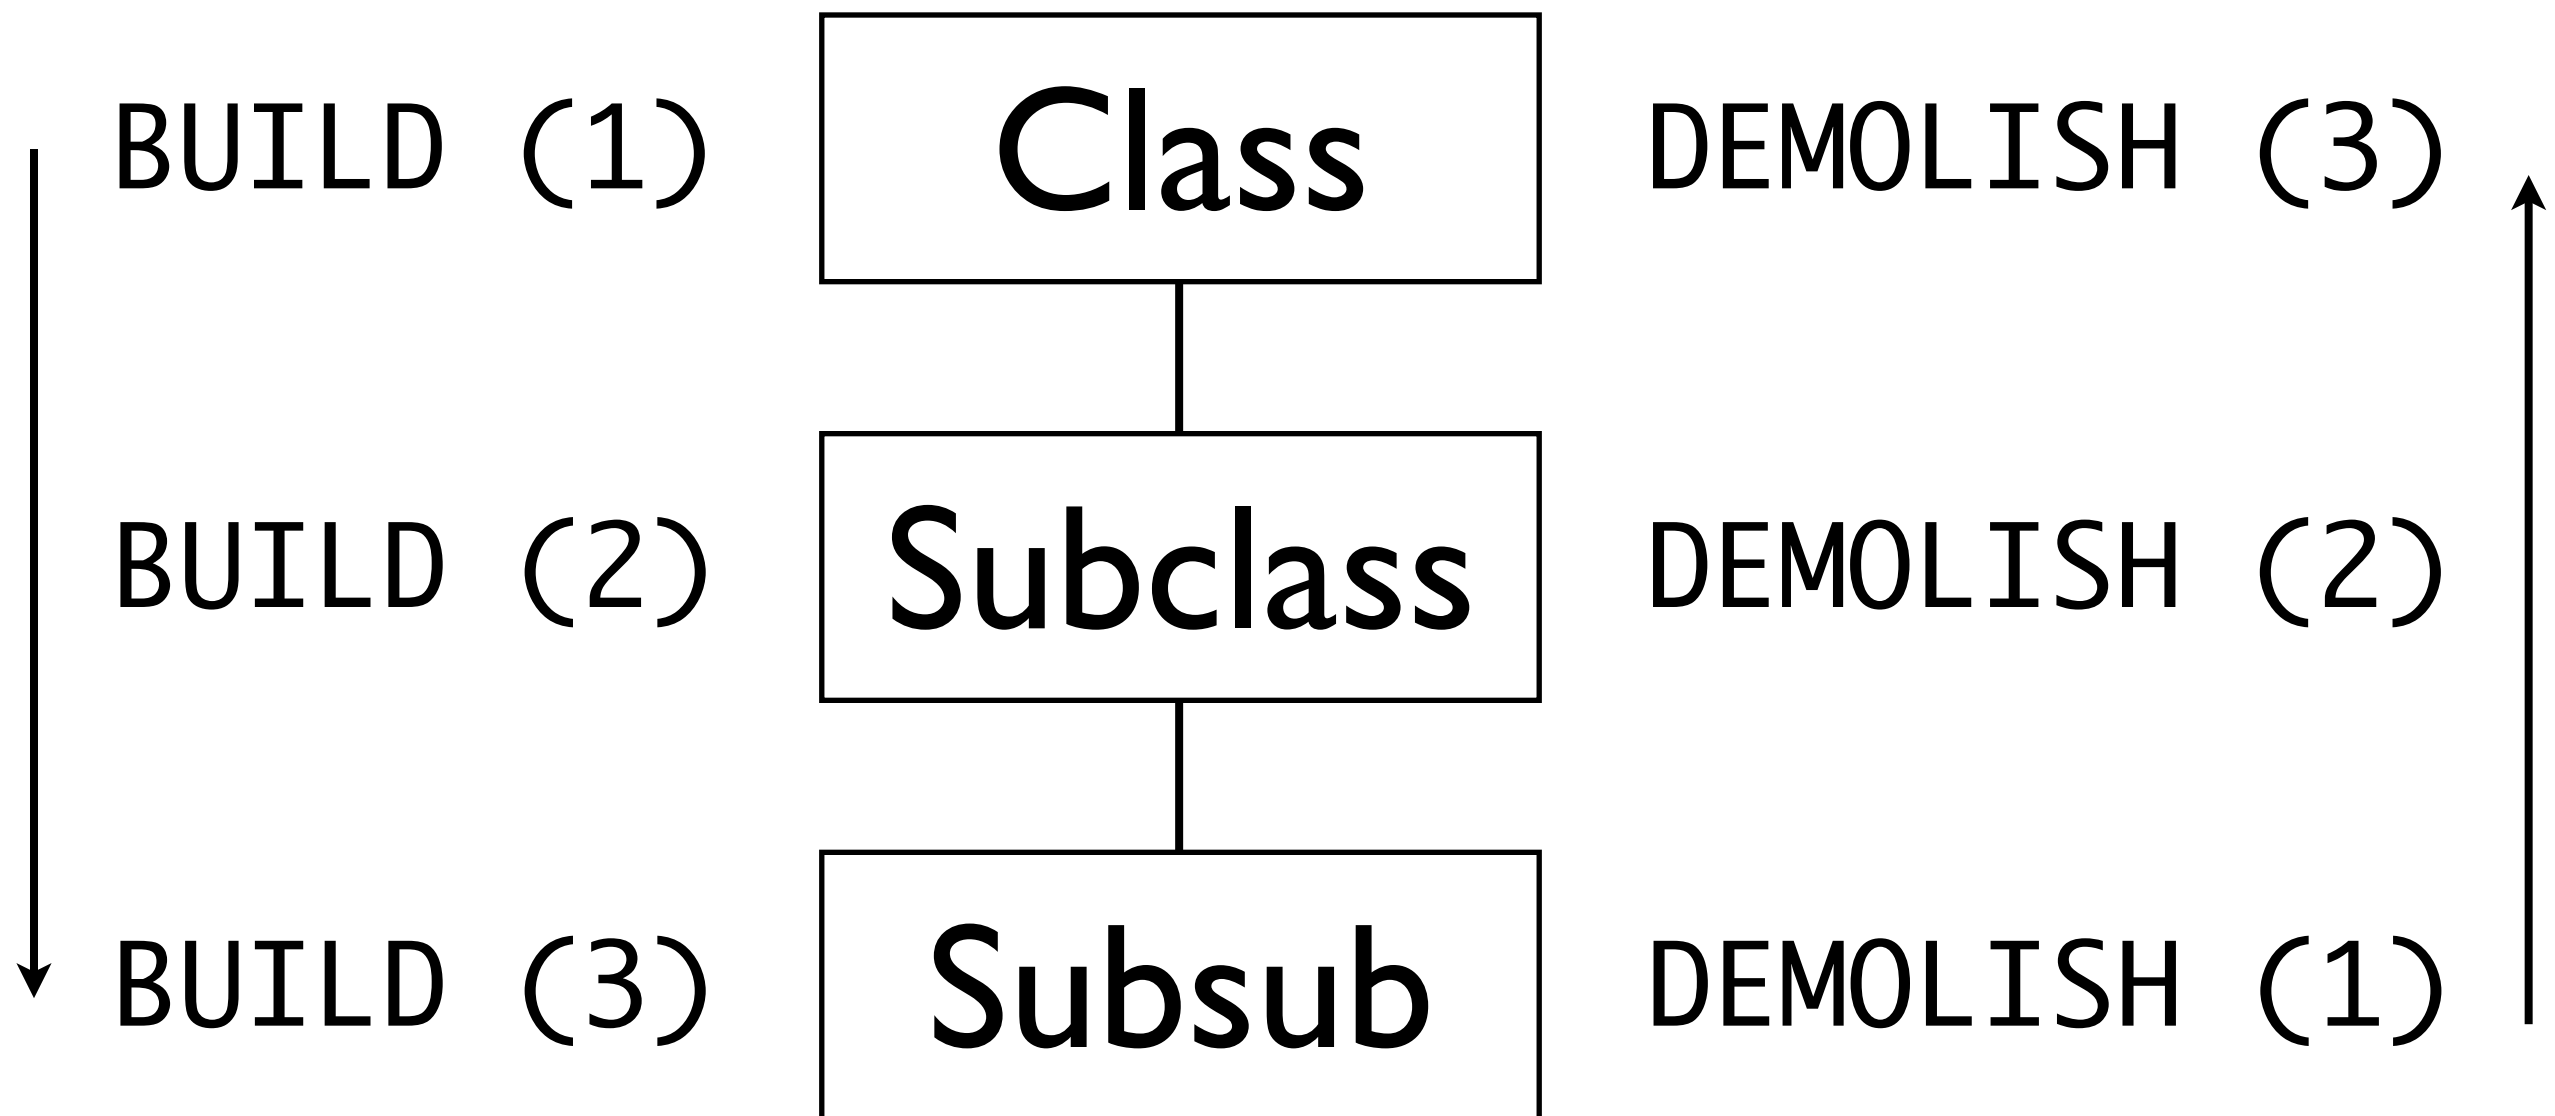 BUILD (1) Class DEMOLISH (3)
BUILD (2) Subclass DEMOLISH (2)
BUILD (3) Subsub DEMOLISH (1)